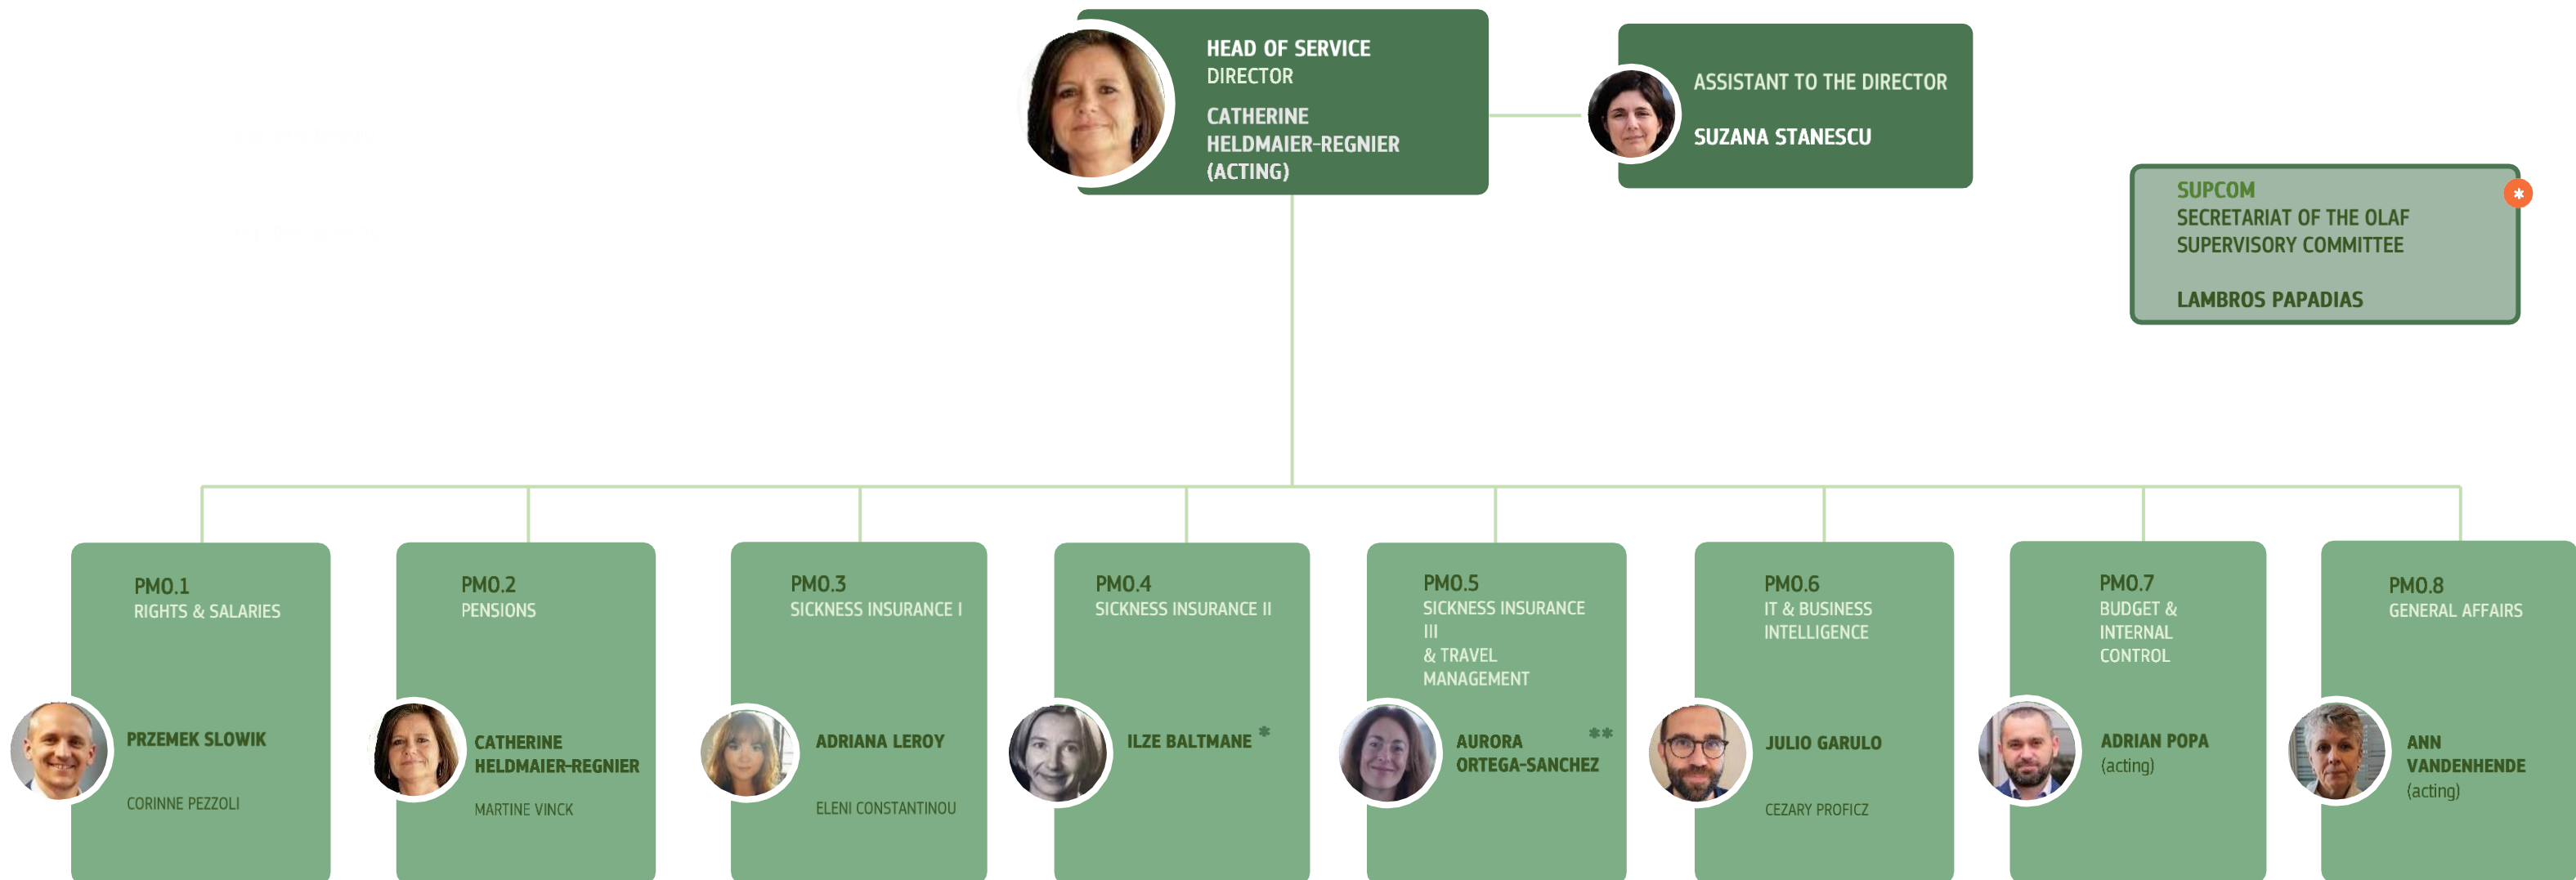 HEAD OF SERVICE
DIRECTOR
CATHERINE
HELDMAIER-REGNIER
(ACTING)
ASSISTANT TO THE DIRECTOR
SUZANA STANESCU
SUPCOM
*
SECRETARIAT OF THE OLAF
SUPERVISORY COMMITTEE
LAMBROS PAPADIAS
PMO.1
RIGHTS & SALARIES
PRZEMEK SLOWIK
CORINNE PEZZOLI
PMO.2
PENSIONS
CATHERINE
HELDMAIER-REGNIER
MARTINE VINCK
PMO.3
SICKNESS INSURANCE I
ADRIANA LEROY
ELENI CONSTANTINOU
PMO.4
SICKNESS INSURANCE II
ILZE BALTMANE *
PMO.5
SICKNESS INSURANCE
III
& TRAVEL
MANAGEMENT
AURORA **
ORTEGA-SANCHEZ
PMO.6
IT & BUSINESS
INTELLIGENCE
JULIO GARULO
CEZARY PROFICZ
PMO.7
BUDGET &
INTERNAL
CONTROL
ADRIAN POPA
(acting)
PMO.8
GENERAL AFFAIRS
ANN
VANDENHENDE
(acting)